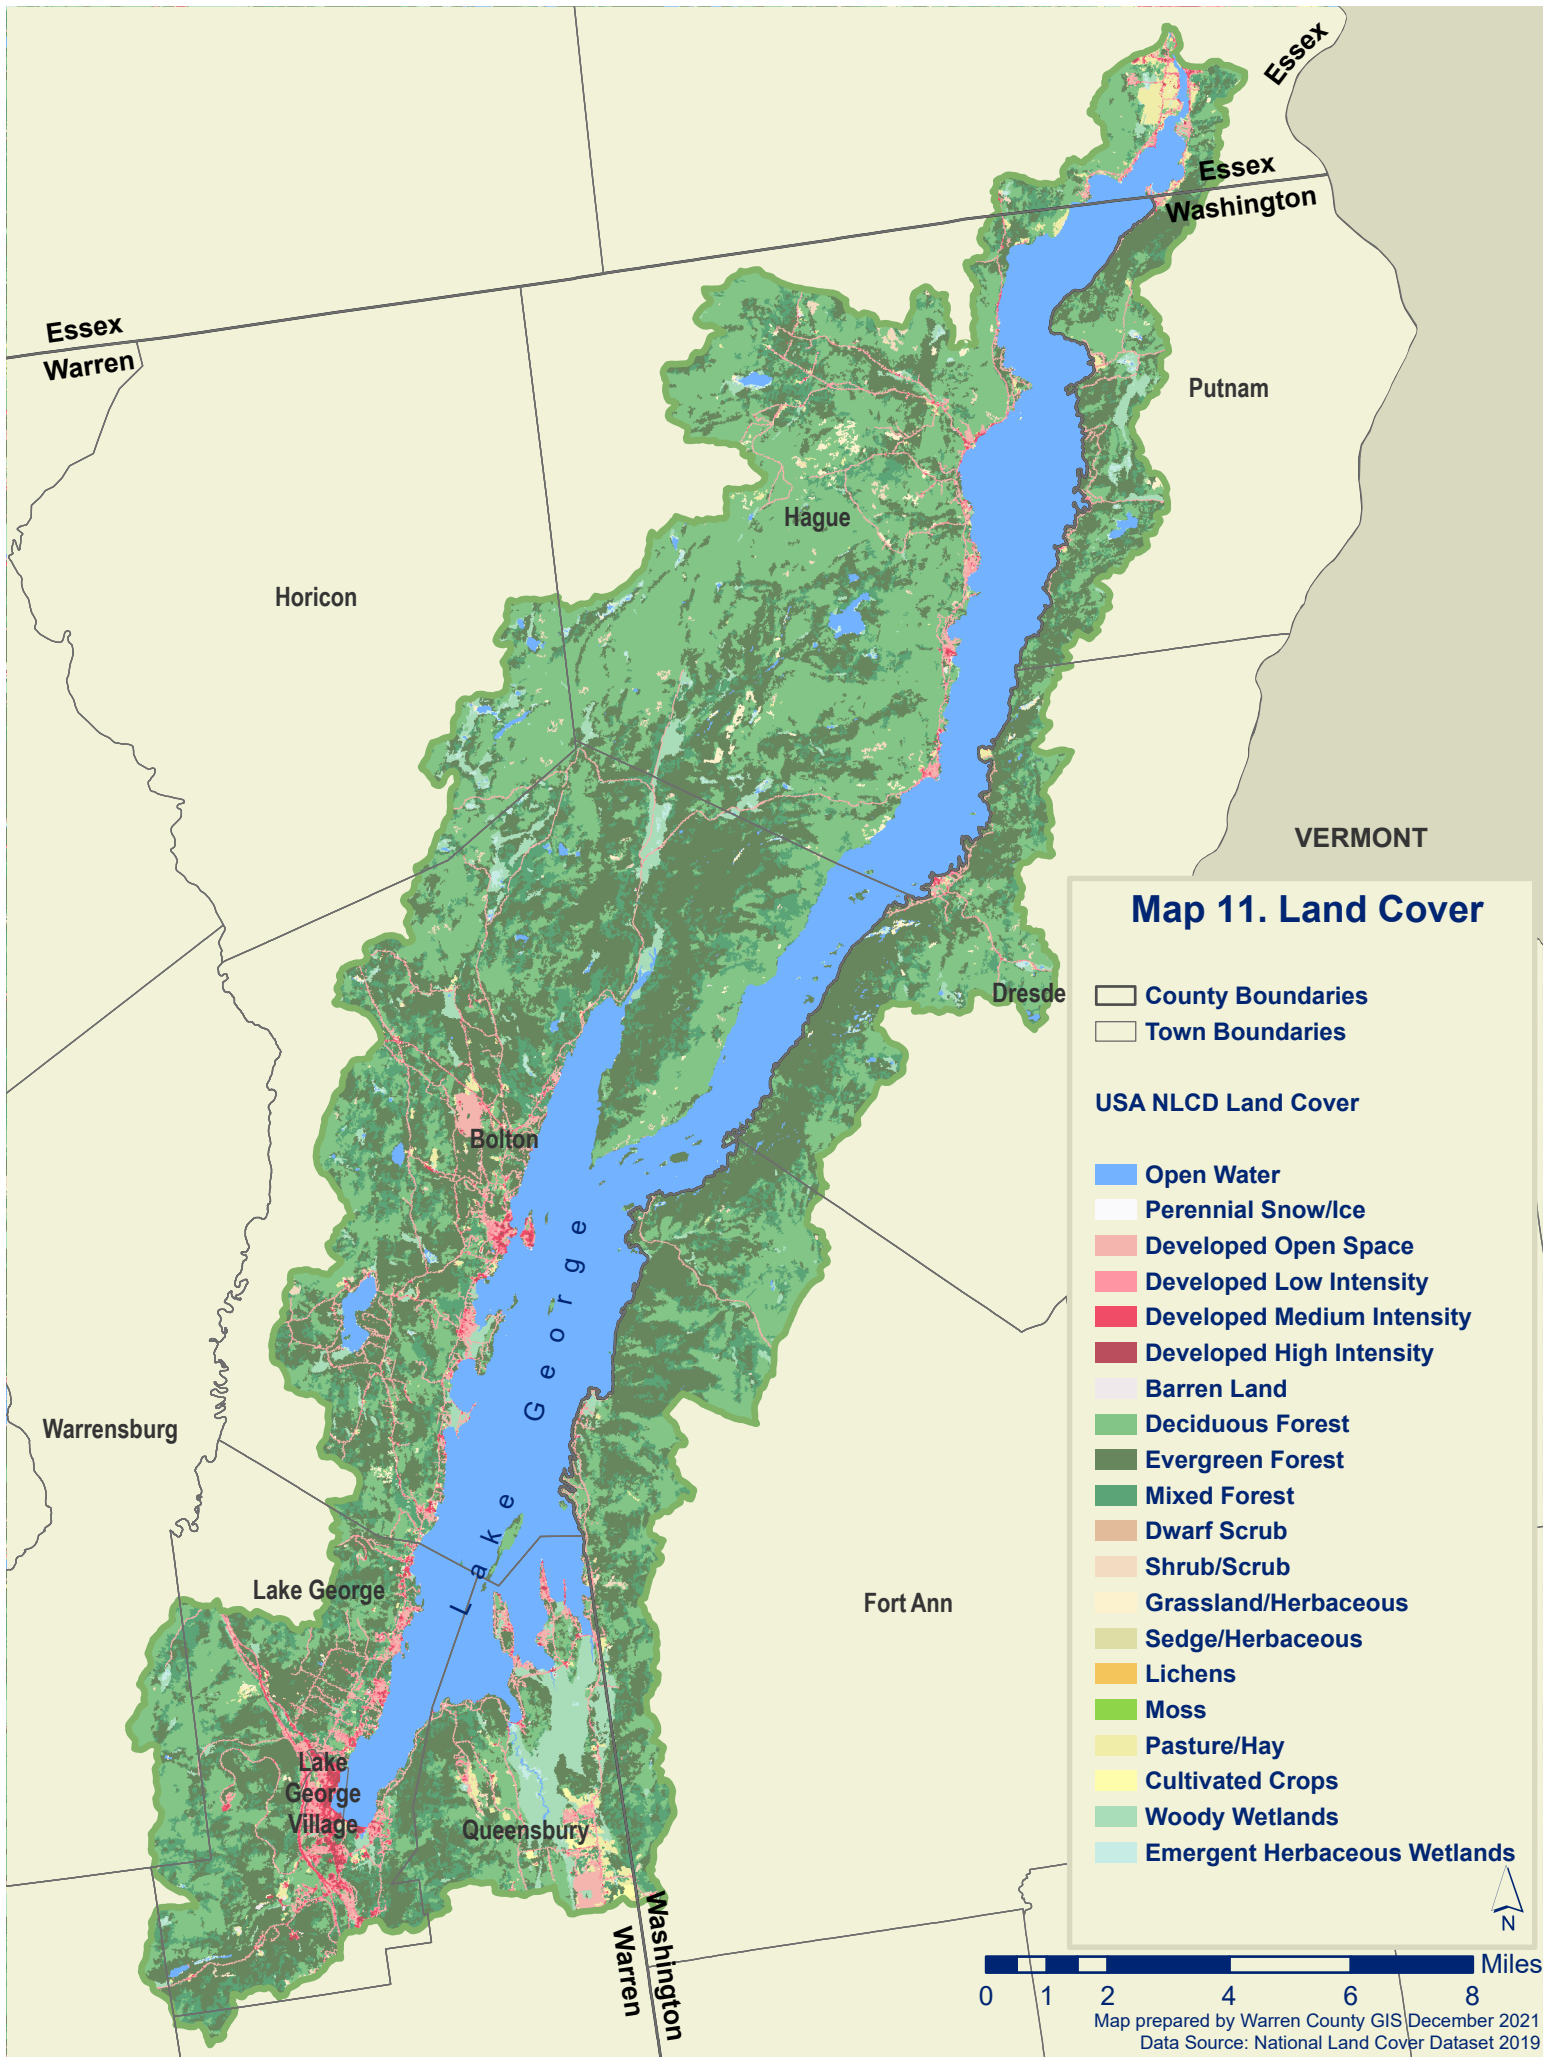 Essex
Essex
Washington
Essex
Warren
Putnam
Hague
Horicon
VERMONT
Dresde
Bolton
Lake George
Warrensburg
Lake George
Fort Ann
Lake
George
Village
Queensbury
Washington
Warren
Map 11. Land Cover
County Boundaries
Town Boundaries
USA NLCD Land Cover
Open Water
Perennial Snow/Ice
Developed Open Space
Developed Low Intensity
Developed Medium Intensity
Developed High Intensity
Barren Land
Deciduous Forest
Evergreen Forest
Mixed Forest
Dwarf Scrub
Shrub/Scrub
Grassland/Herbaceous
Sedge/Herbaceous
Lichens
Moss
Pasture/Hay
Cultivated Crops
Woody Wetlands
Emergent Herbaceous Wetlands
N
Miles
0 1 2 4 6 8
Map prepared by Warren County GIS December 2021
Data Source: National Land Cover Dataset 2019